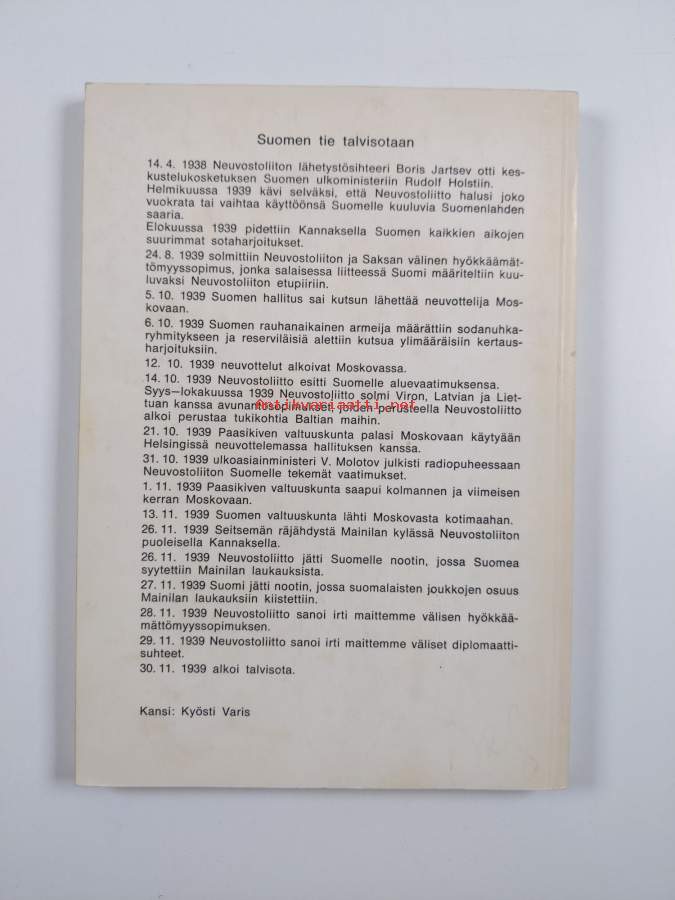 Suomen tie talvisotaan
14. 4. 1938 Neuvostoliiton lähetystösihteeri Boris Jartsev otti kes-
kustelukosketuksen Suomen ulkoministeriin Rudolf Holstiin.
Helmikuussa 1939 kävi selväksi, että Neuvostoliitto halusi joko
vuokrata tai vaihtaa käyttöönsä Suomelle kuuluvia Suomenlahden
saaria.
Elokuussa 1939 pidettiin Kannaksella Suomen kaikkien aikojen
suurimmat sotaharjoitukset.
24. 8. 1939 solmittiin Neuvostoliiton ja Saksan välinen hyökkäämät-
tömyyssopimus, jonka salaisessa liitteessä Suomi määriteltiin kuu-
luvaksi Neuvostoliiton etupiiriin.
5. 10. 1939 Suomen hallitus sai kutsun lähettää neuvottelija Mos-
kovaan.
6. 10. 1939 Suomen rauhanaikainen armeija määrättiin sodanuhka-
ryhmitykseen ja reserviläisiä alettiin kutsua ylimääräisiin kertaus-
harjoituksiin.
12. 10. 1939 neuvottelut alkoivat Moskovassa.
14. 10. 1939 Neuvostoliitto esitti Suomelle aluevaatimuksensa.
Syys—lokakuussa 1939 Neuvostoliitto solmi Viron, Latvian ja Liet-
tuan kanssa avunantosopimukset, joiden perusteella Neuvostoliitto
antikvariaatti.net
alkoi perustaa tukikohtia Baltian maihin.
21. 10. 1939 Paasikiven valtuuskunta palasi Moskovaan käytyään
Helsingissä neuvottelemassa hallituksen kanssa.
31. 10. 1939 ulkoasiainministeri V. Molotov julkisti radiopuheessaan
Neuvostoliiton Suomelle tekemät vaatimukset.
1. 11. 1939 Paasikiven valtuuskunta saapui kolmannen ja viimeisen
kerran Moskovaan.
13. 11. 1939 Suomen valtuuskunta lähti Moskovasta kotimaahan.
26. 11. 1939 Seitsemän räjähdystä Mainilan kylässä Neuvostoliiton
puoleisella Kannaksella.
26. 11. 1939 Neuvostoliitto jätti Suomelle nootin, jossa Suomea
syytettiin Mainilan laukauksista.
27. 11. 1939 Suomi jätti nootin, jossa suomalaisten joukkojen osuus
Mainilan laukauksiin kiistettiin.
28. 11. 1939 Neuvostoliitto sanoi irti maittemme välisen hyökkää-
mättömyyssopimuksen.
29. 11. 1939 Neuvostoliitto sanoi irti maittemme väliset diplomaatti-
suhteet.
30. 11. 1939 alkoi talvisota.
Kansi: Kyösti Varis